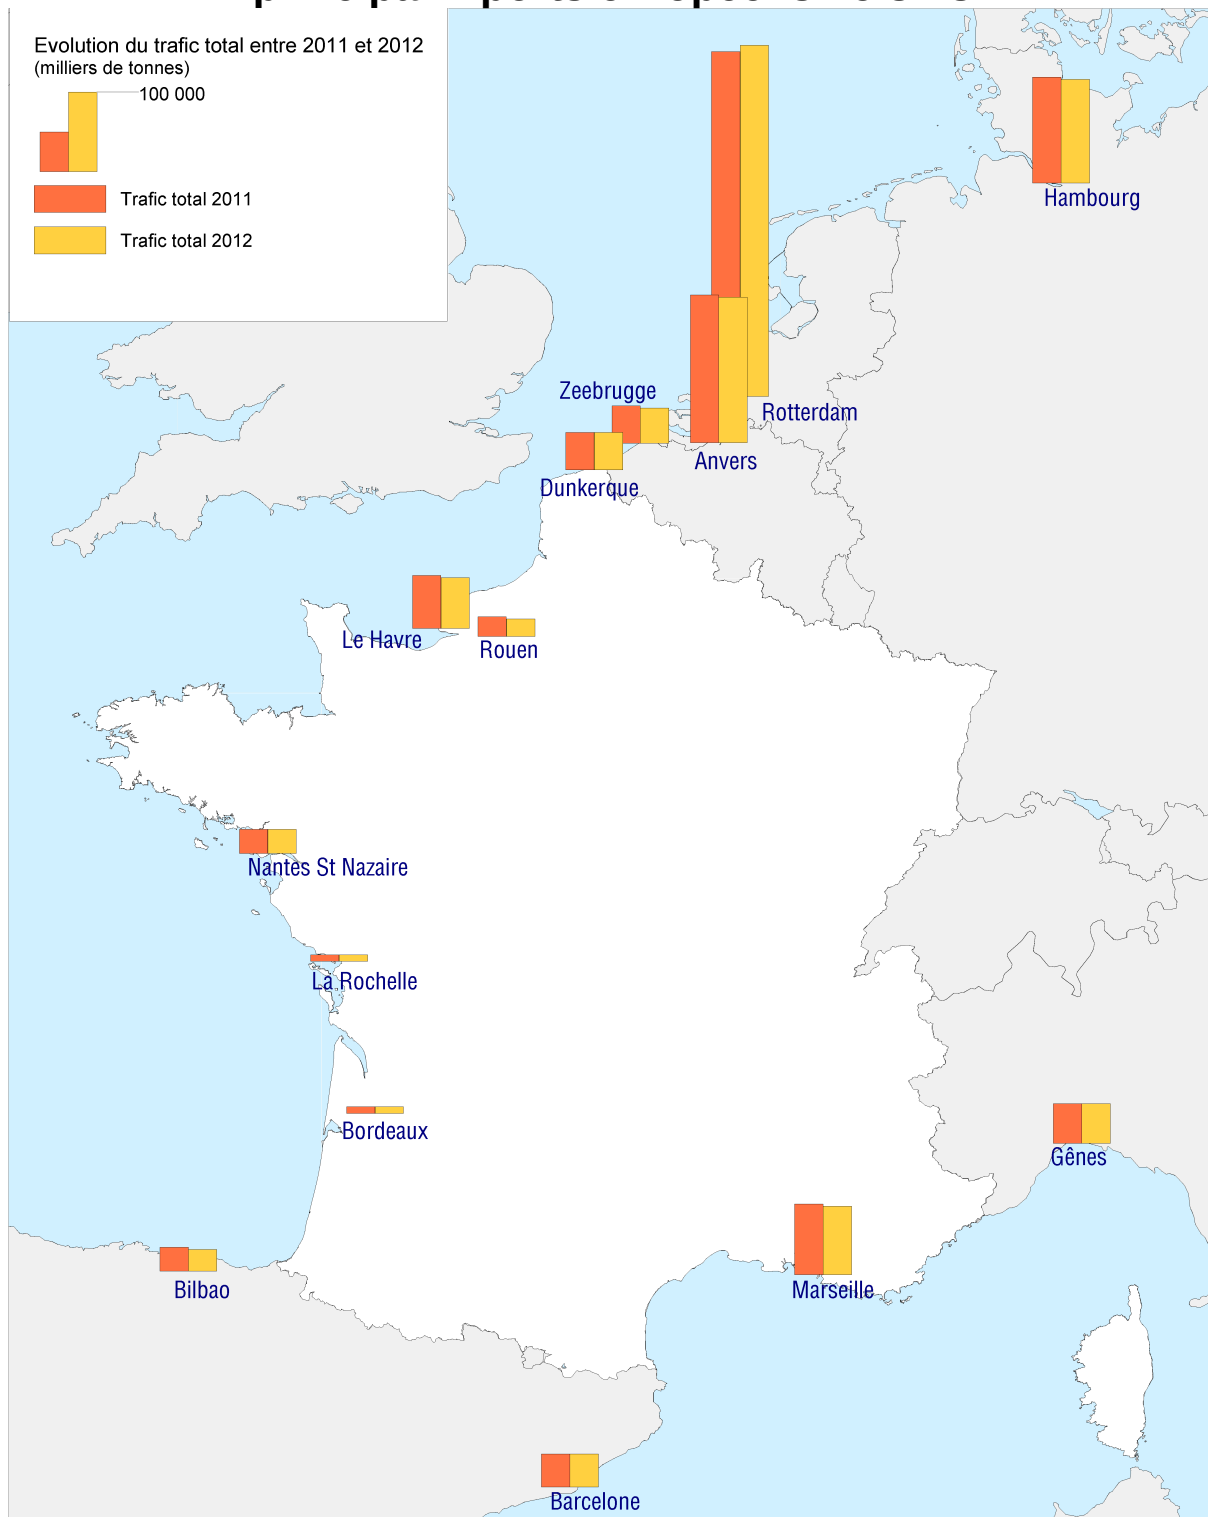 Evolution du trafic total entre 2011 et 2012
(milliers de tonnes)
100 000
Trafic total 2011
Trafic total 2012
Hambourg
Zeebrugge
Rotterdam
Anvers
Dunkerque
Le Havre
Rouen
Nantes St Nazaire
La Rochelle
Bordeaux
Gênes
Bilbao
Marseille
Barcelone